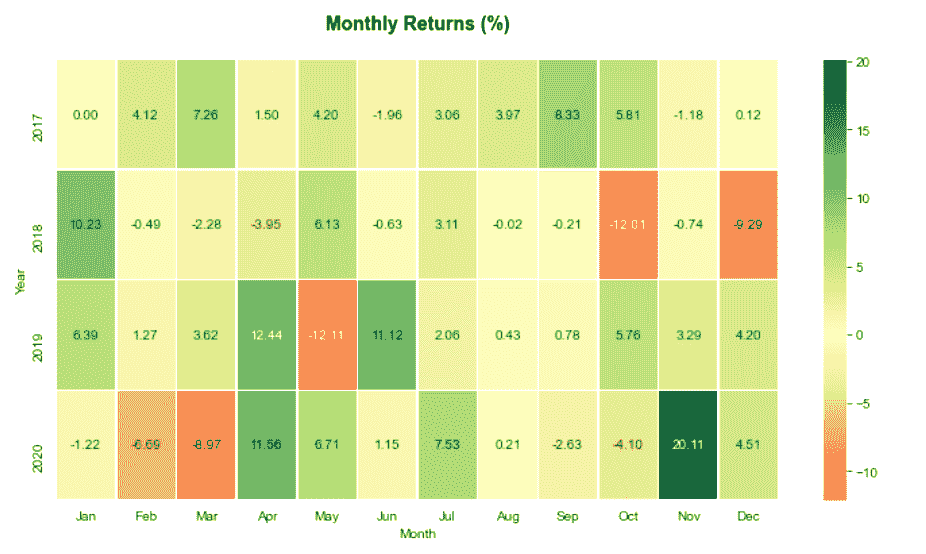 Monthly Returns (%)
2017 0.00 4.12 7.26 1.50 4.20 -1.96 3.06 3.97 8.33 5.81 -1.18 0.12
2018 10.23 -0.49 -2.28 -3.95 6.13 -0.63 3.11 -0.02 -0.21 -12.01 -0.74 -9.29
2019 6.39 1.27 3.62 12.44 -12.11 11.12 2.06 0.43 0.78 5.76 3.29 4.20
2020 -1.22 -6.69 -8.97 11.56 6.71 1.15 7.53 0.21 -2.63 -4.10 20.11 4.51
Year
Jan Feb Mar Apr May Jun Jul Aug Sep Oct Nov Dec
Month
20
15
10
5
0
-5
-10